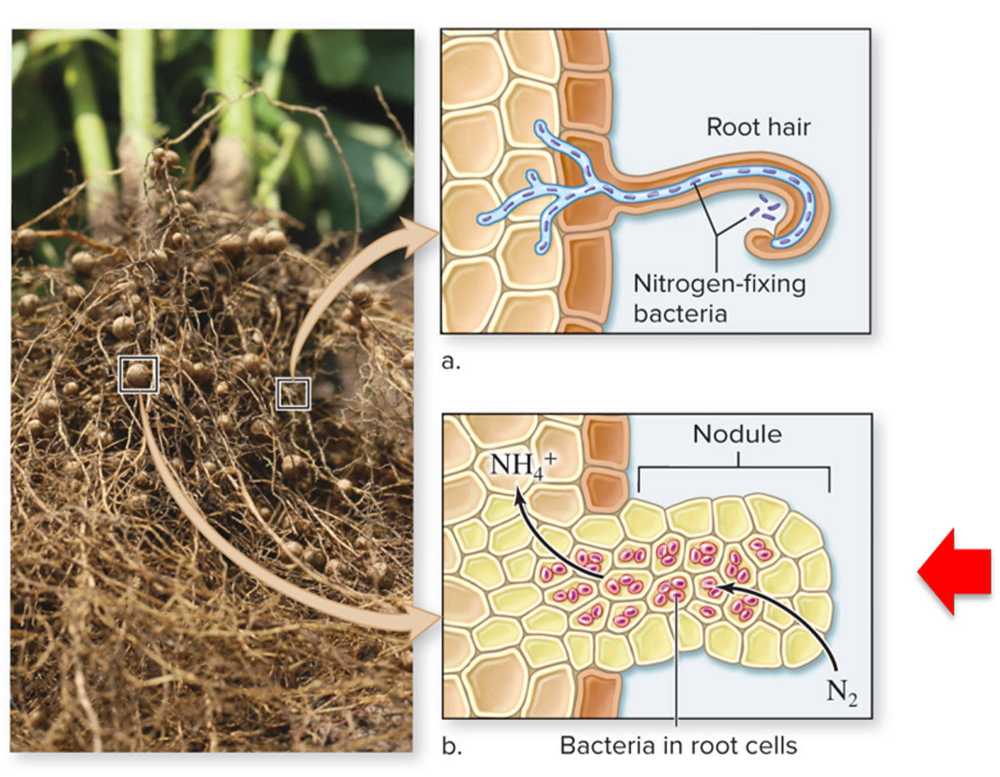 Root hair
Nitrogen-fixing
bacteria
a.
Nodule
NH₄⁺
N₂
b.
Bacteria in root cells